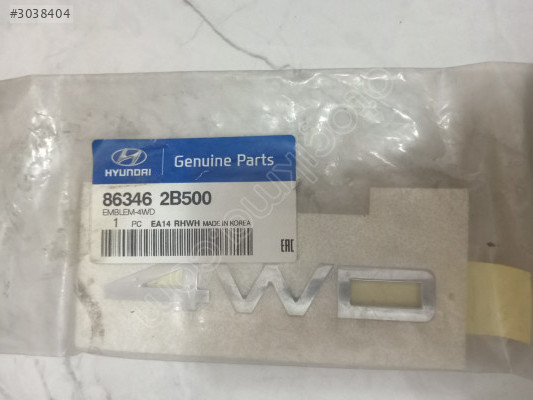 #3038404
HYUNDAI
Genuine Parts
86346 2B500
EMBLEM-4WD
1 PC EA14 RHWH MADE IN KOREA
EAC
4WD